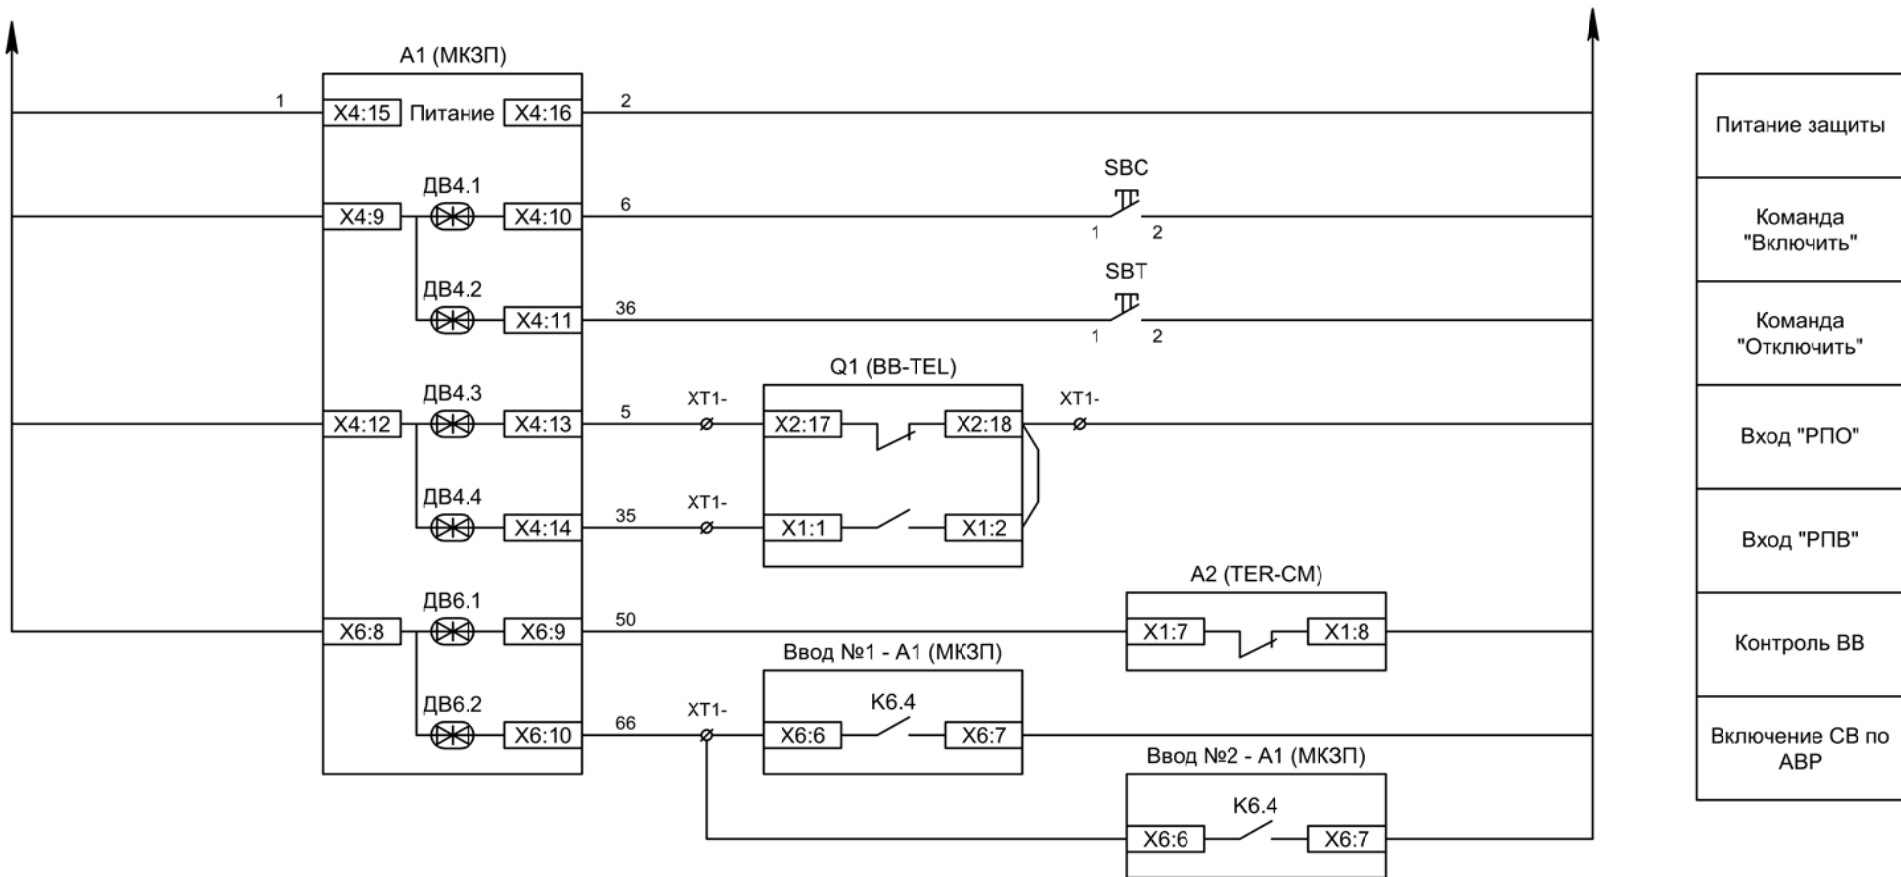 А1 (МКЗП)
1
X4:15
Питание
X4:16
2
Питание защиты
ДВ4.1
X4:9
X4:10
6
SBC
1
2
Команда
"Включить"
ДВ4.2
X4:11
36
SBT
1
2
Команда
"Отключить"
Q1 (BB-TEL)
ДВ4.3
X4:12
X4:13
5
XT1-
X2:17
X2:18
XT1-
Вход "РПО"
ДВ4.4
X4:14
35
XT1-
X1:1
X1:2
Вход "РПВ"
A2 (TER-CM)
ДВ6.1
X6:8
X6:9
50
X1:7
X1:8
Контроль ВВ
Ввод №1 - А1 (МКЗП)
ДВ6.2
X6:10
66
XT1-
K6.4
X6:6
X6:7
Включение СВ по
АВР
Ввод №2 - А1 (МКЗП)
K6.4
X6:6
X6:7